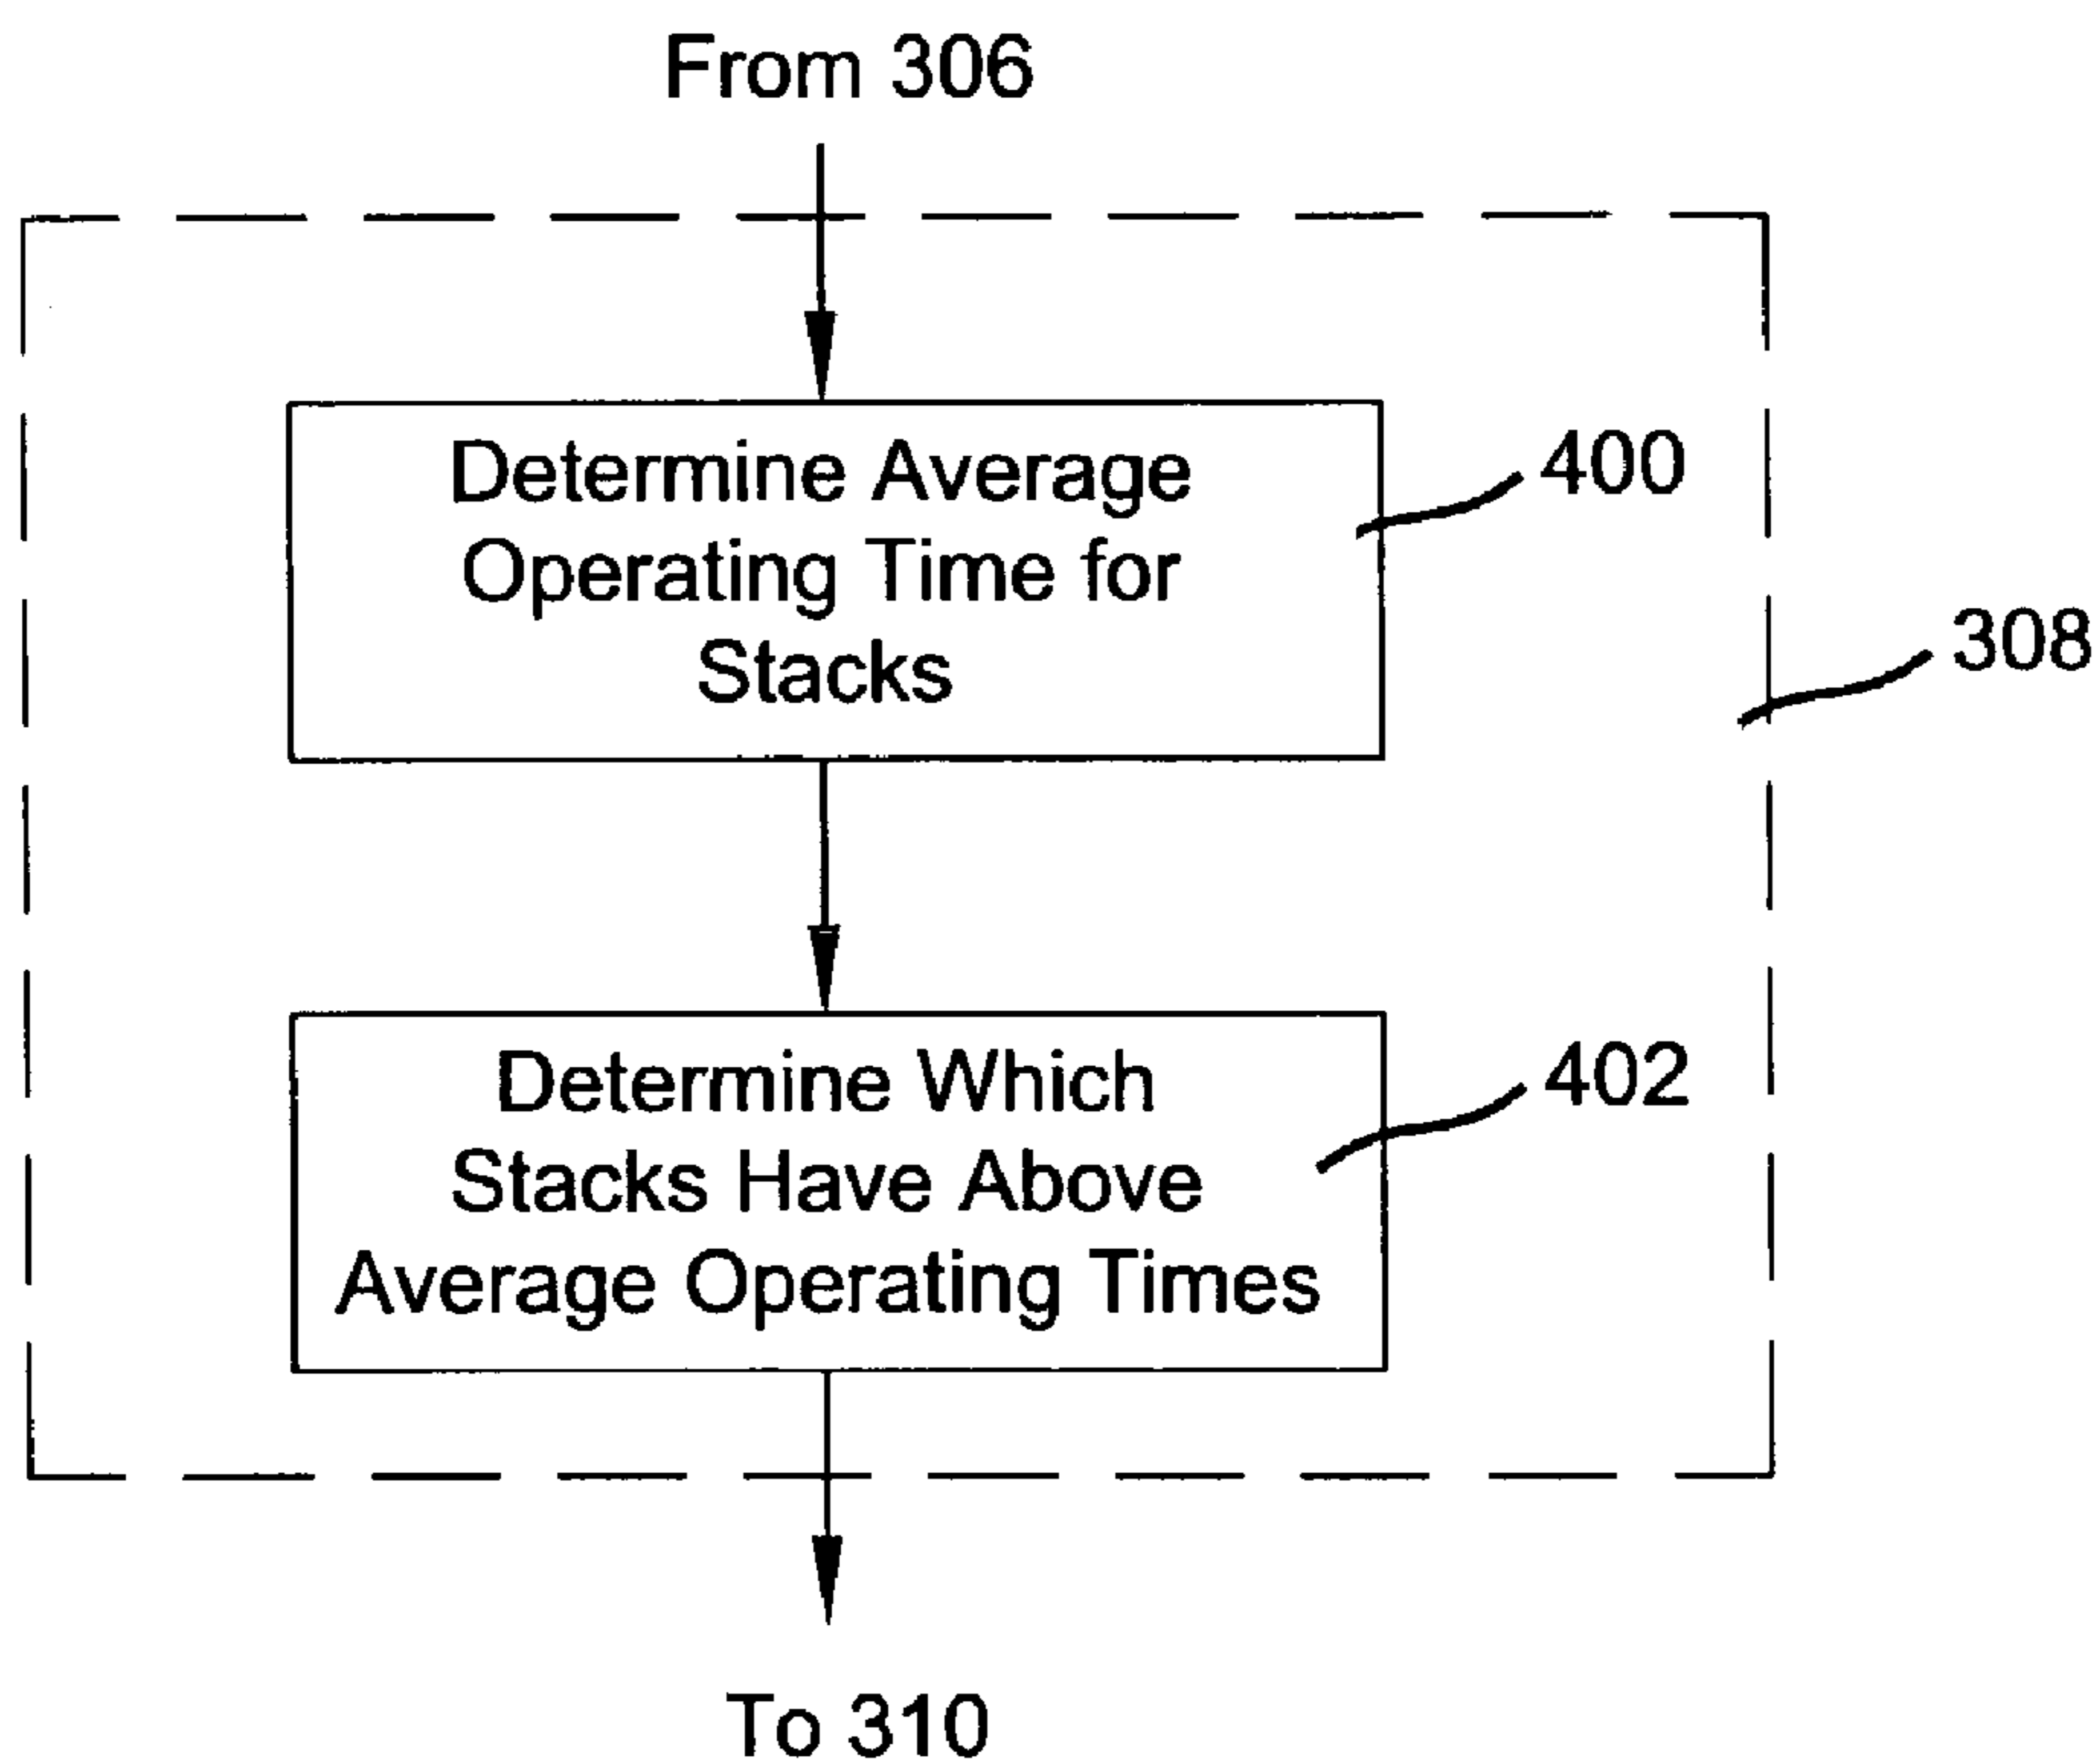 From 306
Determine Average
Operating Time for
Stacks
400
308
Determine Which
Stacks Have Above
Average Operating Times
402
To 310